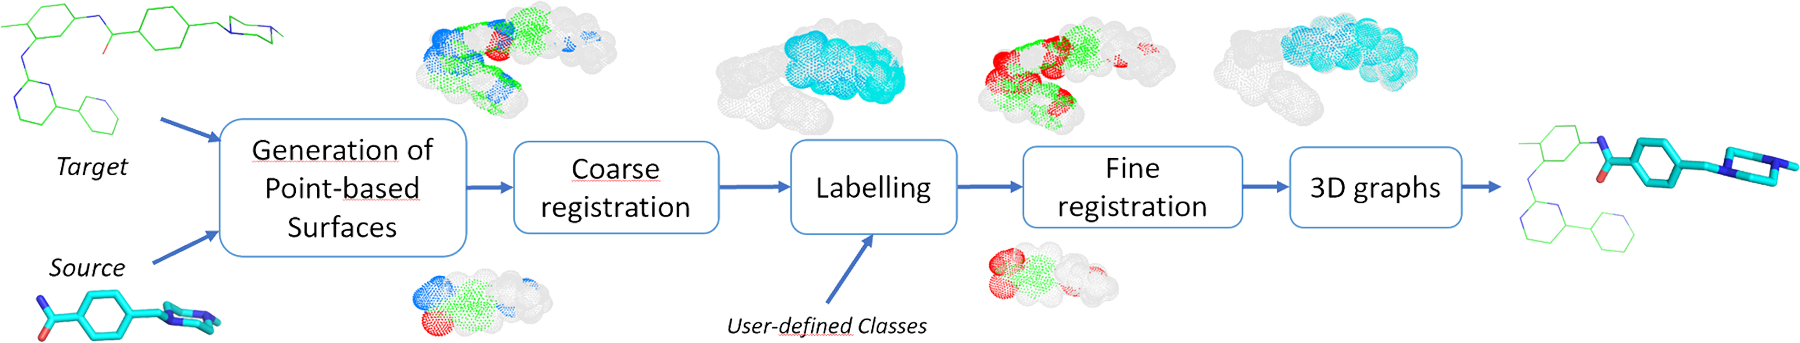 Target
Source
Generation of
Point-based
Surfaces
Coarse
registration
Labelling
User-defined Classes
Fine
registration
3D graphs